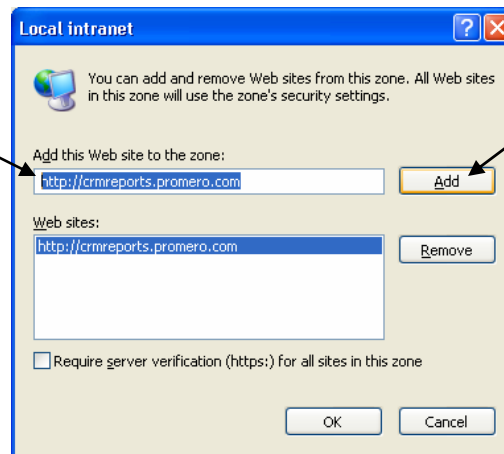 Local intranet
You can add and remove Web sites from this zone. All Web sites
in this zone will use the zone's security settings.
Add this Web site to the zone:
http://crmreports.promero.com
Add
Web sites:
http://crmreports.promero.com
Remove
Require server verification (https:) for all sites in this zone
OK
Cancel